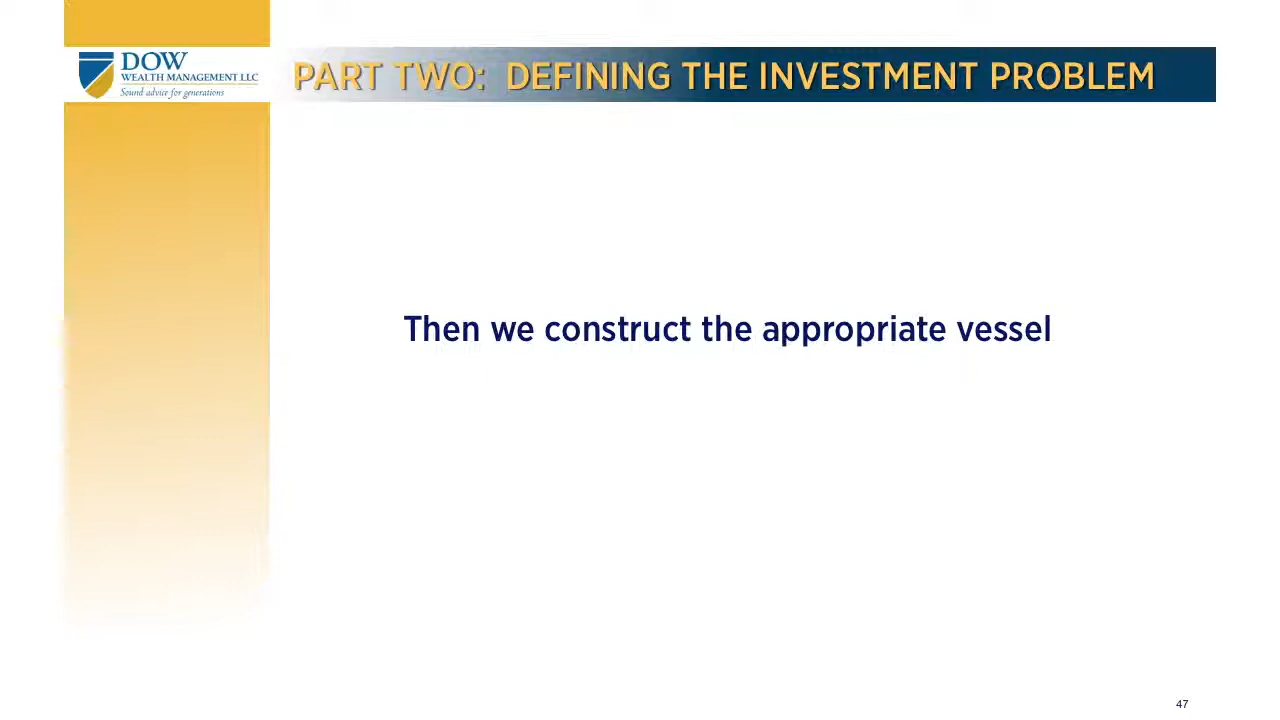 DOW
WEALTH MANAGEMENT LLC
Sound advice for generations
PART TWO: DEFINING THE INVESTMENT PROBLEM
Then we construct the appropriate vessel
47